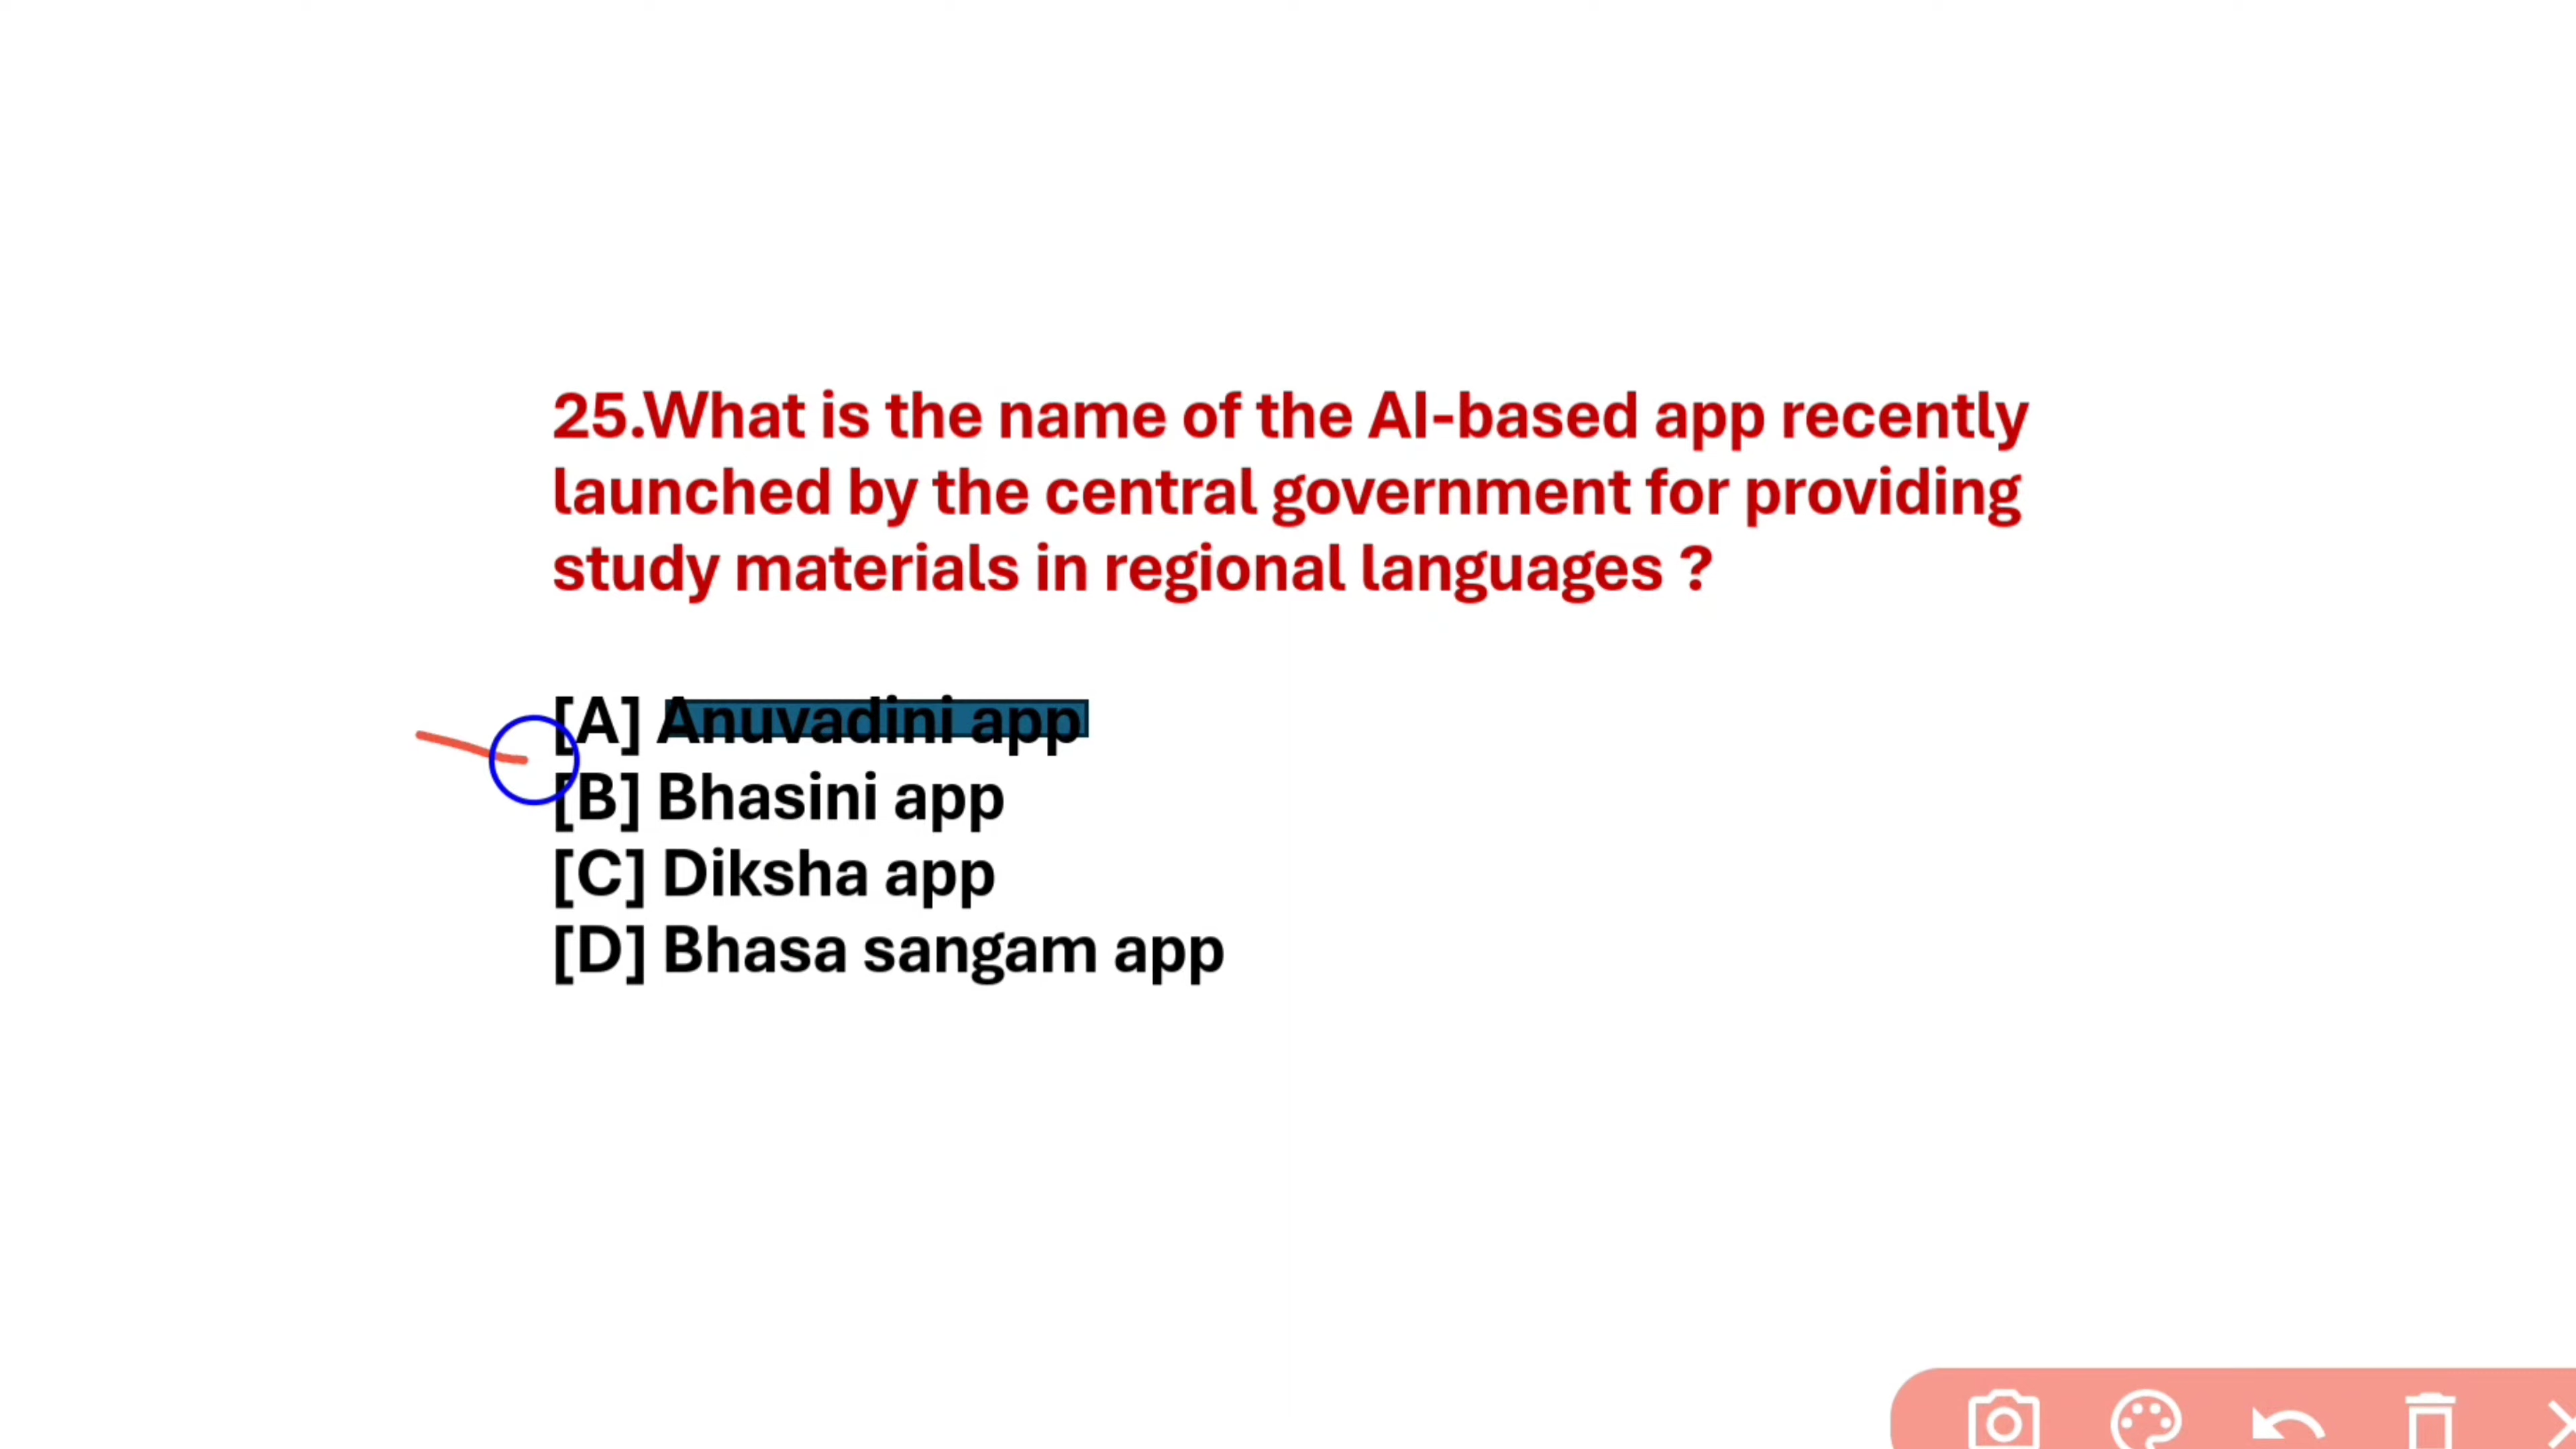 25.What is the name of the AI-based app recently
launched by the central government for providing
study materials in regional languages ?
[A] Anuvadini app
[B] Bhasini app
[C] Diksha app
[D] Bhasa sangam app